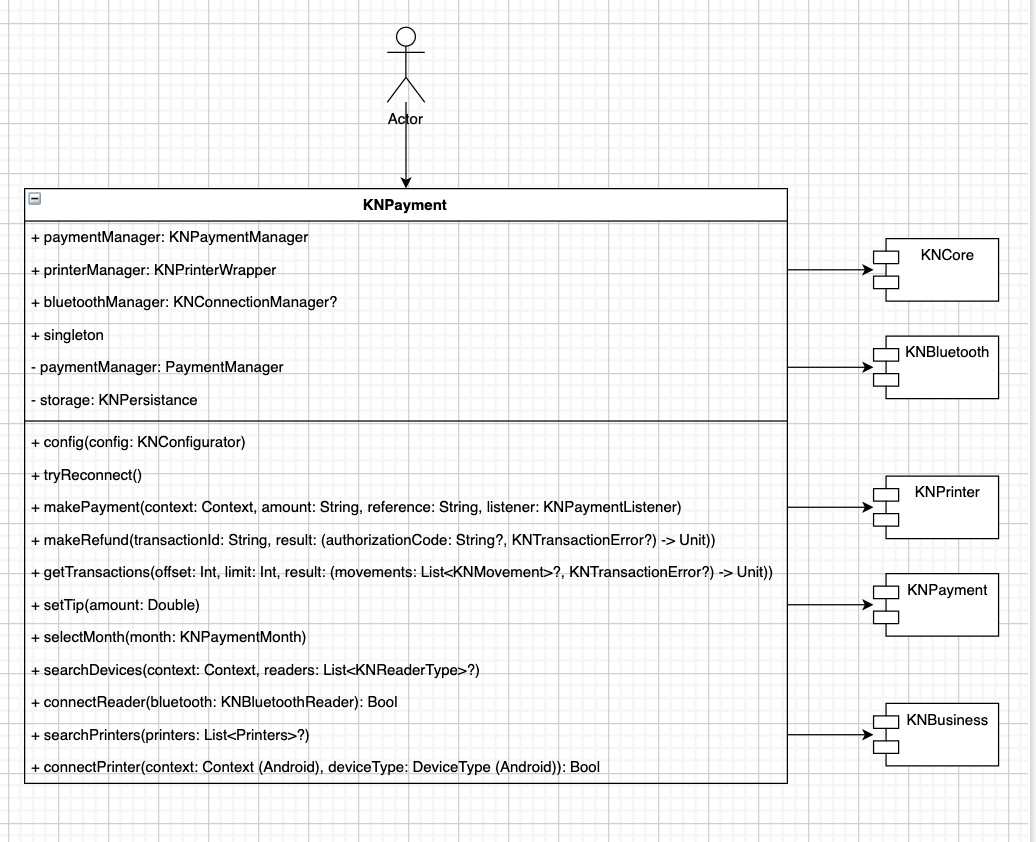 Actor
KNPayment
+ paymentManager: KNPaymentManager
+ printerManager: KNPrinterWrapper
+ bluetoothManager: KNConnectionManager?
+ singleton
- paymentManager: PaymentManager
- storage: KNPersistance
+ config(config: KNConfigurator)
+ tryReconnect()
+ makePayment(context: Context, amount: String, reference: String, listener: KNPaymentListener)
+ makeRefund(transactionId: String, result: (authorizationCode: String?, KNTransactionError?) -> Unit))
+ getTransactions(offset: Int, limit: Int, result: (movements: List<KNMovement>?, KNTransactionError?) -> Unit))
+ setTip(amount: Double)
+ selectMonth(month: KNPaymentMonth)
+ searchDevices(context: Context, readers: List<KNReaderType>?)
+ connectReader(bluetooth: KNBluetoothReader): Bool
+ searchPrinters(printers: List<Printers>?)
+ connectPrinter(context: Context (Android), deviceType: DeviceType (Android)): Bool
KNCore
KNBluetooth
KNPrinter
KNPayment
KNBusiness